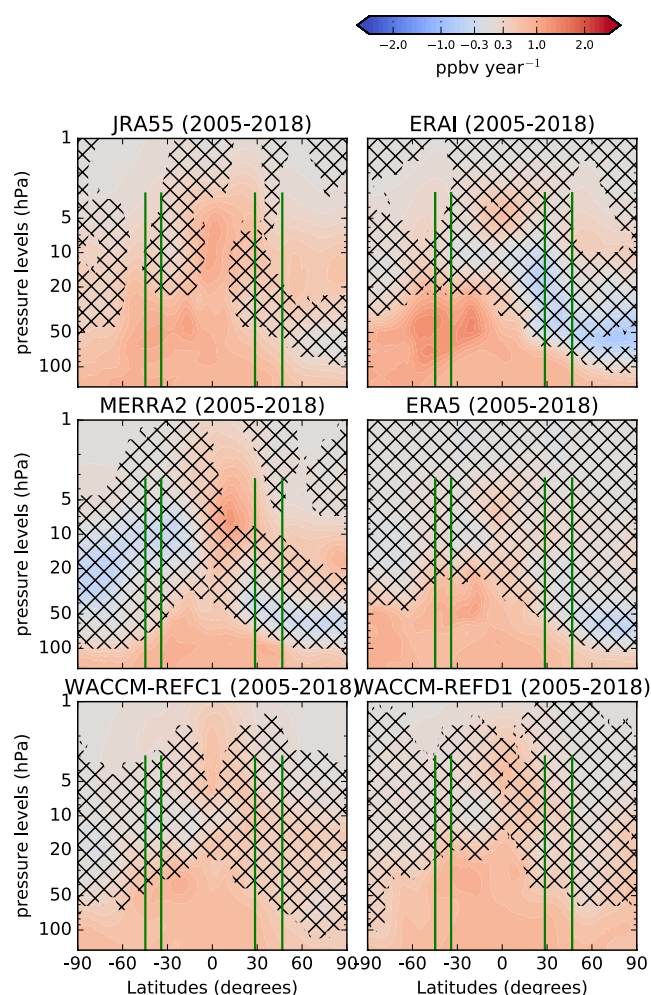 −2.0 −1.0 −0.3 0.3 1.0 2.0
ppbv year−1
JRA55 (2005-2018) ERAI (2005-2018)
pressure levels (hPa)
1
5
10
20
50
100
MERRA2 (2005-2018) ERA5 (2005-2018)
pressure levels (hPa)
1
5
10
20
50
100
WACCM-REFC1 (2005-2018) WACCM-REFD1 (2005-2018)
pressure levels (hPa)
1
5
10
20
50
100
-90 -60 -30 0 30 60 90 -60 -30 0 30 60 90
Latitudes (degrees) Latitudes (degrees)